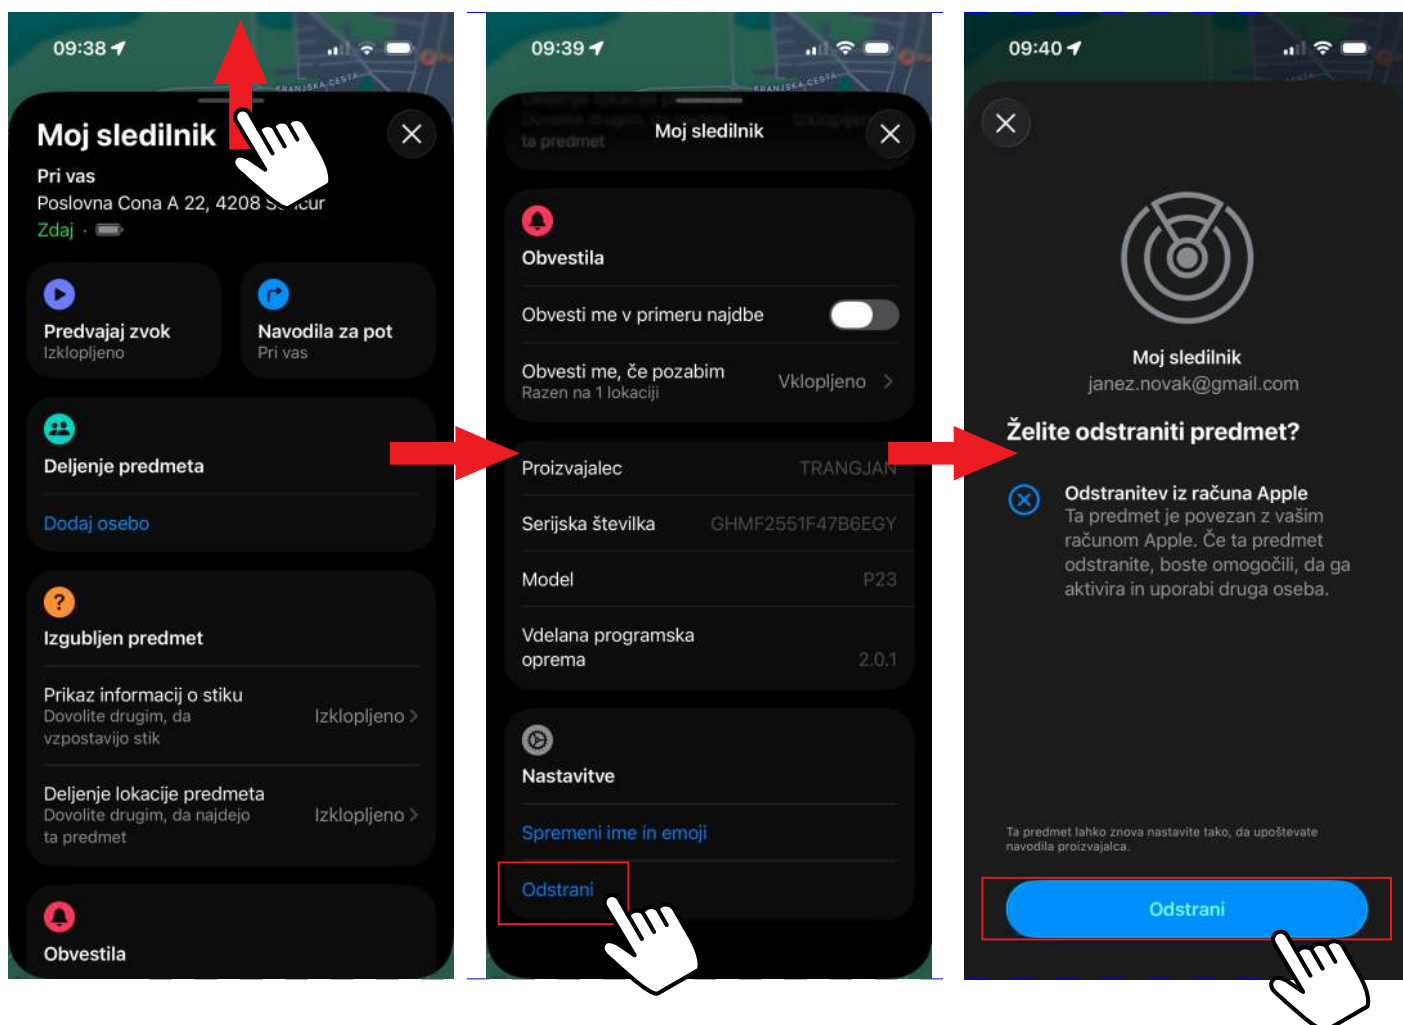 09:38
KRANJSKA CESTA
Moj sledilnik
Pri vas
Poslovna Cona A 22, 4208
Zdaj ·
Predvajaj zvok
Izklopljeno
Navodila za pot
Pri vas
Deljenje predmeta
Dodaj osebo
Izgubljen predmet
Prikaz informacij o stiku
Dovolite drugim, da
vzpostavijo stik
Izklopljeno >
Deljenje lokacije predmeta
Dovolite drugim, da najdejo
ta predmet
Izklopljeno >
Obvestila
09:39
KRANJSKA CESTA
ta predmet
Moj sledilnik
Obvestila
Obvesti me v primeru najdbe
Obvesti me, če pozabim
Razen na 1 lokaciji
Vklopljeno >
Proizvajalec TRANGJAN
Serijska številka GHMF2551F47B6EGY
Model P23
Vdelana programska
oprema 2.0.1
Nastavitve
Spremeni ime in emoji
Odstrani
09:40
Moj sledilnik
janez.novak@gmail.com
Želite odstraniti predmet?
Odstranitev iz računa Apple
Ta predmet je povezan z vašim
računom Apple. Če ta predmet
odstranite, boste omogočili, da ga
aktivira in uporabi druga oseba.
Ta predmet lahko znova nastavite tako, da upoštevate
navodila proizvajalca.
Odstrani